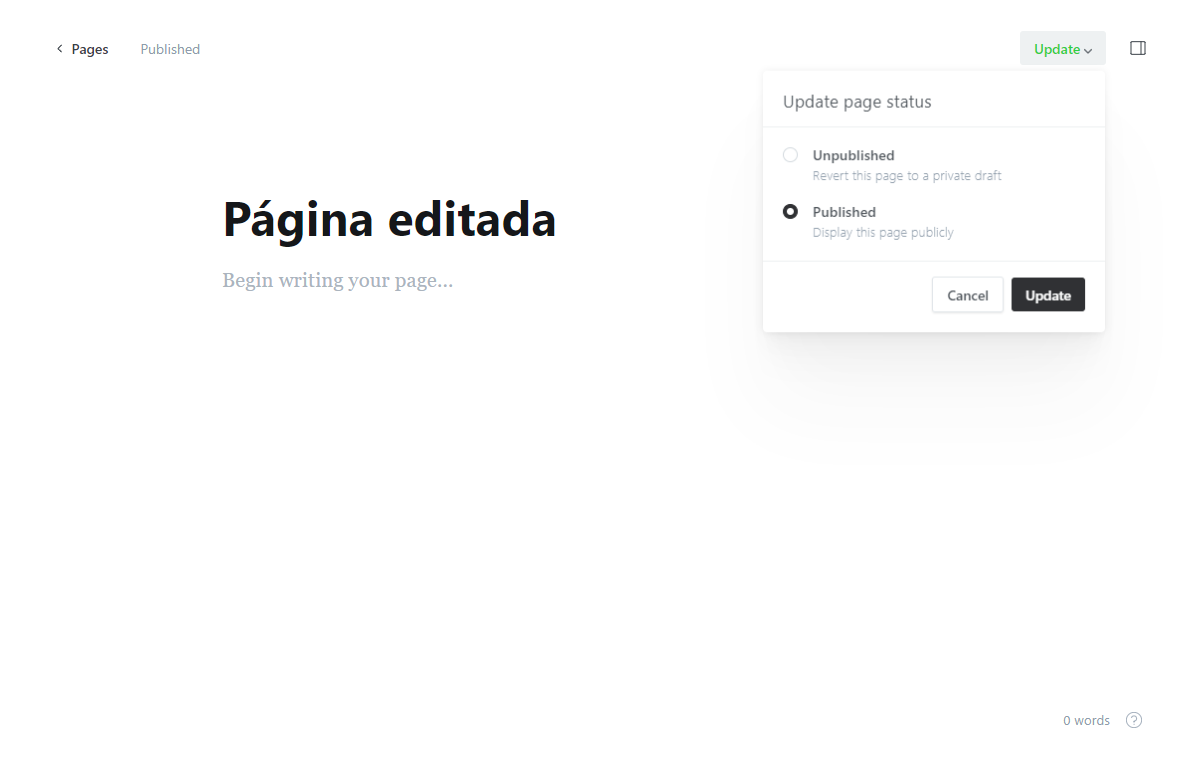 Pages Published Update
Update page status
Unpublished
Revert this page to a private draft
Published
Display this page publicly
Cancel Update
Página editada
Begin writing your page...
0 words ?